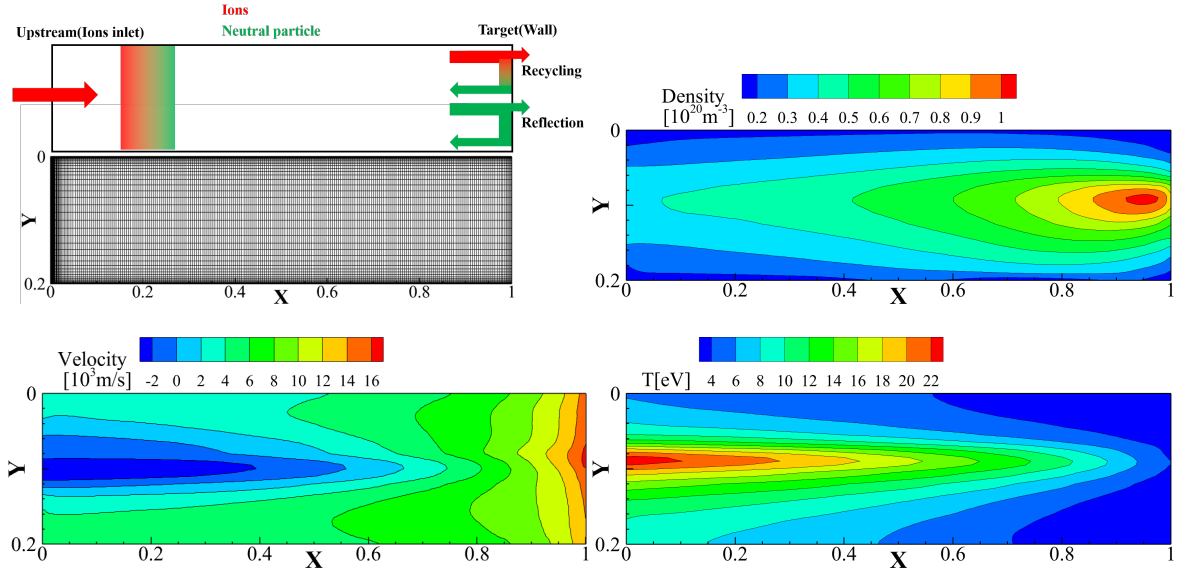 Ions
Upstream(Ions inlet)
Neutral particle
Target(Wall)
Recycling
Reflection
0
Y
0.2
0 0.2 0.4 0.6 0.8 1
X
Density
[10²⁰m⁻³]
0.2 0.3 0.4 0.5 0.6 0.7 0.8 0.9 1
0
Y
0.2
0 0.2 0.4 0.6 0.8 1
X
Velocity
[10³m/s]
-2 0 2 4 6 8 10 12 14 16
0
Y
0.2
0.2 0.4 0.6 0.8 1
X
T[eV]
4 6 8 10 12 14 16 18 20 22
0
Y
0.2
0 0.2 0.4 0.6 0.8 1
X